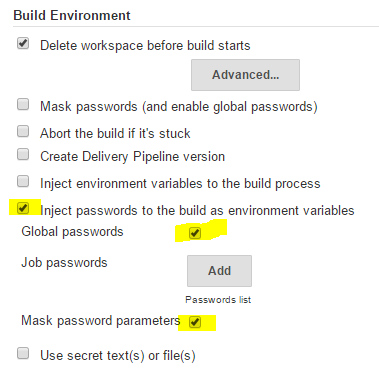 Build Environment
Delete workspace before build starts
Advanced...
Mask passwords (and enable global passwords)
Abort the build if it's stuck
Create Delivery Pipeline version
Inject environment variables to the build process
Inject passwords to the build as environment variables
Global passwords
Job passwords
Add
Passwords list
Mask password parameters
Use secret text(s) or file(s)